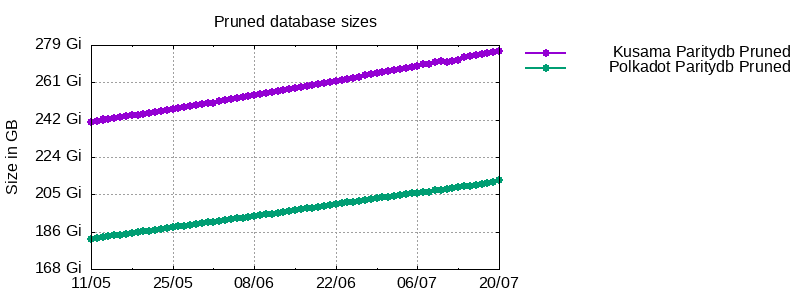 Pruned database sizes
279 Gi
261 Gi
242 Gi
224 Gi
205 Gi
186 Gi
168 Gi
Size in GB
11/05 25/05 08/06 22/06 06/07 20/07
Kusama Paritydb Pruned
Polkadot Paritydb Pruned